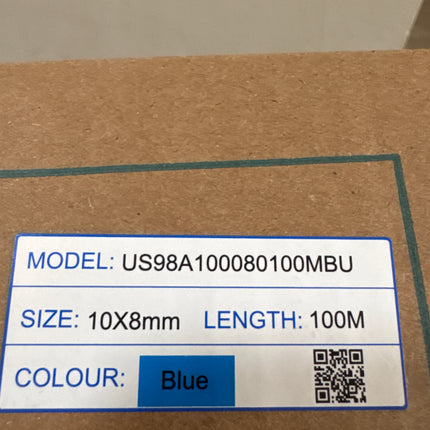 MODEL: US98A100080100MBU
SIZE: 10X8mm LENGTH: 100M
COLOUR: Blue